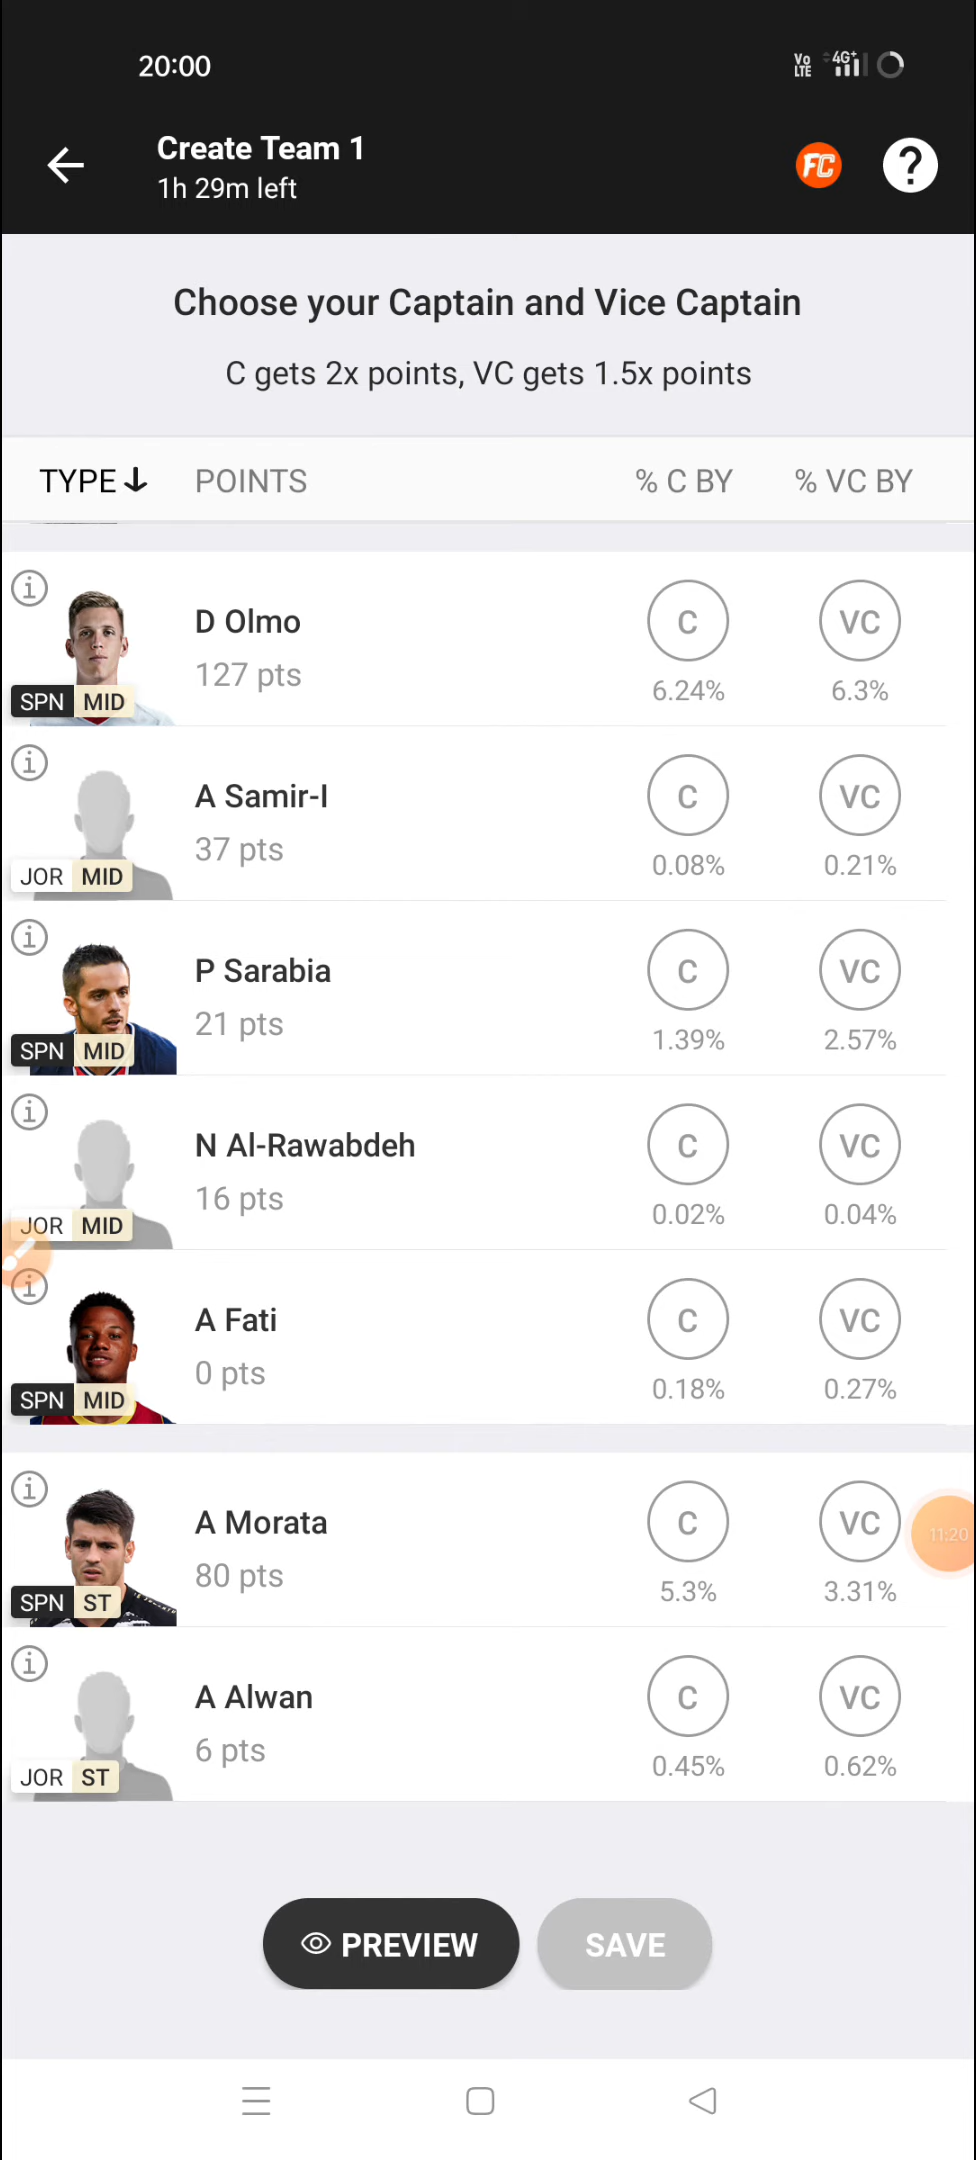 20:00
Vo LTE 4G+
Create Team 1
1h 29m left
FC
?
Choose your Captain and Vice Captain
C gets 2x points, VC gets 1.5x points
TYPE POINTS % C BY % VC BY
D Olmo
127 pts
SPN MID
C VC
6.24% 6.3%
A Samir-I
37 pts
JOR MID
C VC
0.08% 0.21%
P Sarabia
21 pts
SPN MID
C VC
1.39% 2.57%
N Al-Rawabdeh
16 pts
JOR MID
C VC
0.02% 0.04%
A Fati
0 pts
SPN MID
C VC
0.18% 0.27%
A Morata
80 pts
SPN ST
C VC
5.3% 3.31%
11:20
A Alwan
6 pts
JOR ST
C VC
0.45% 0.62%
PREVIEW SAVE